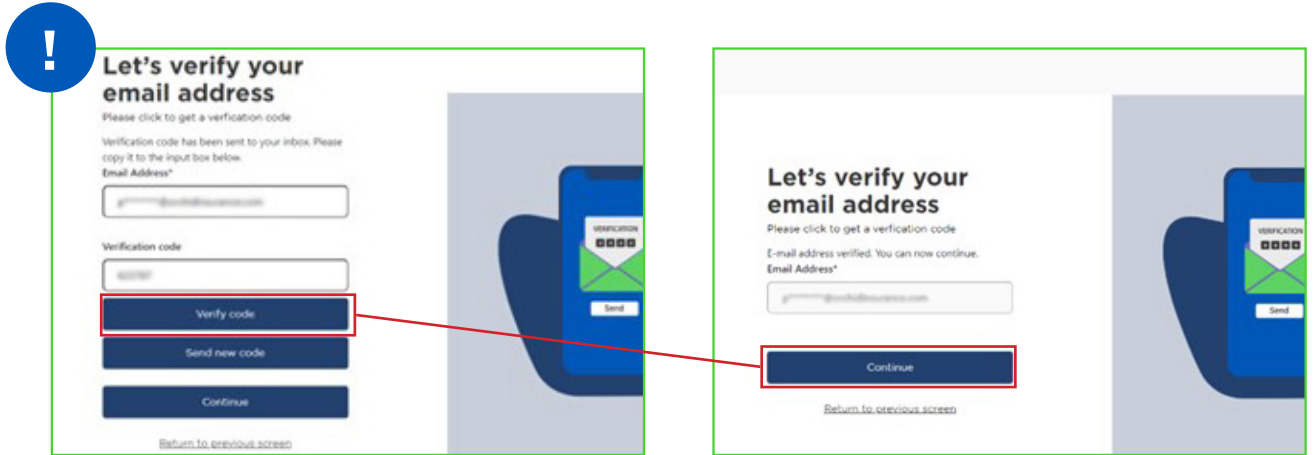 !
Let's verify your
email address
Please click to get a verfication code
Verification code has been sent to your inbox. Please
copy it to the input box below.
Email Address*
Verification code
Verify code
Send new code
Continue
Return to previous screen
VERIFICATION
Send
Let's verify your
email address
Please click to get a verfication code
E-mail address verified. You can now continue.
Email Address*
Continue
Return to previous screen
VERIFICATION
Send